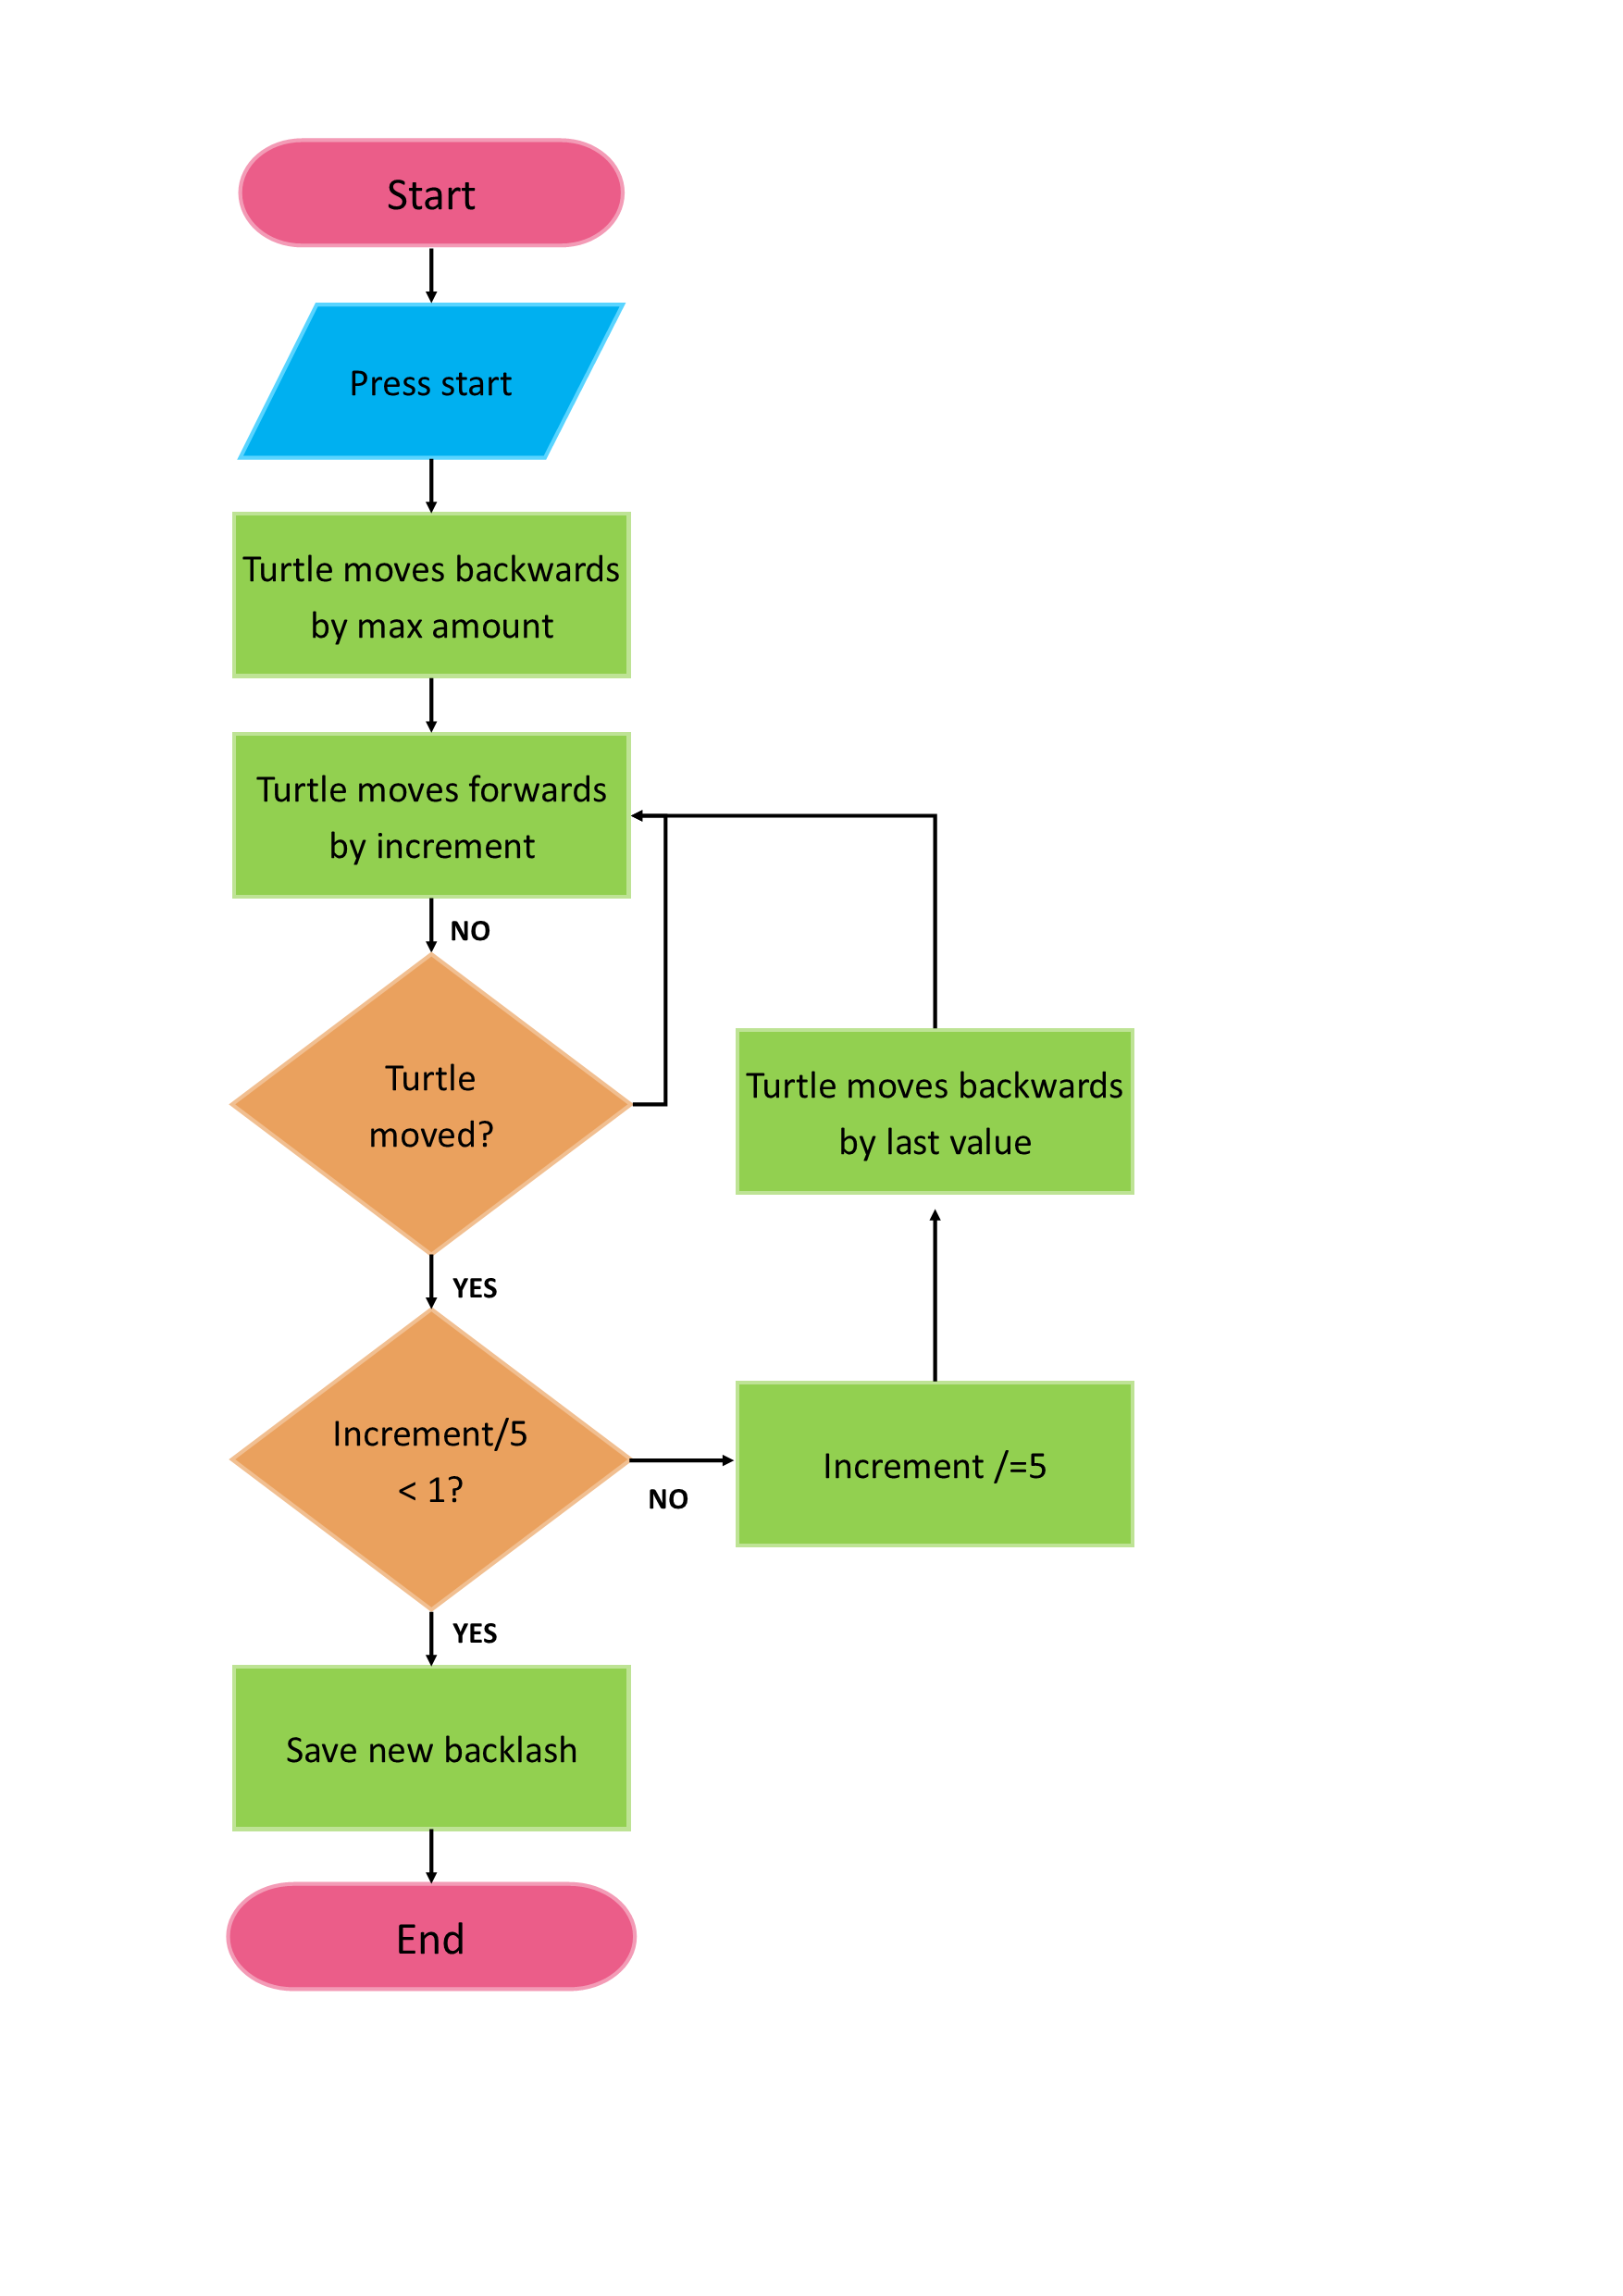 Start
Press start
Turtle moves backwards
by max amount
Turtle moves forwards
by increment
NO
Turtle
moved?
Turtle moves backwards
by last value
YES
Increment/5
< 1?
NO
Increment /=5
YES
Save new backlash
End